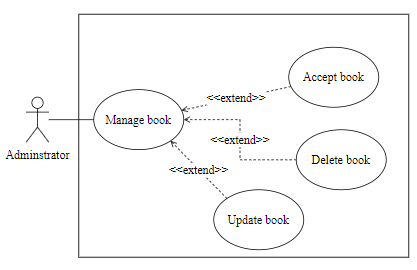 Accept book
<<extend>>
Manage book
<<extend>>
Adminstrator
Delete book
<<extend>>
Update book